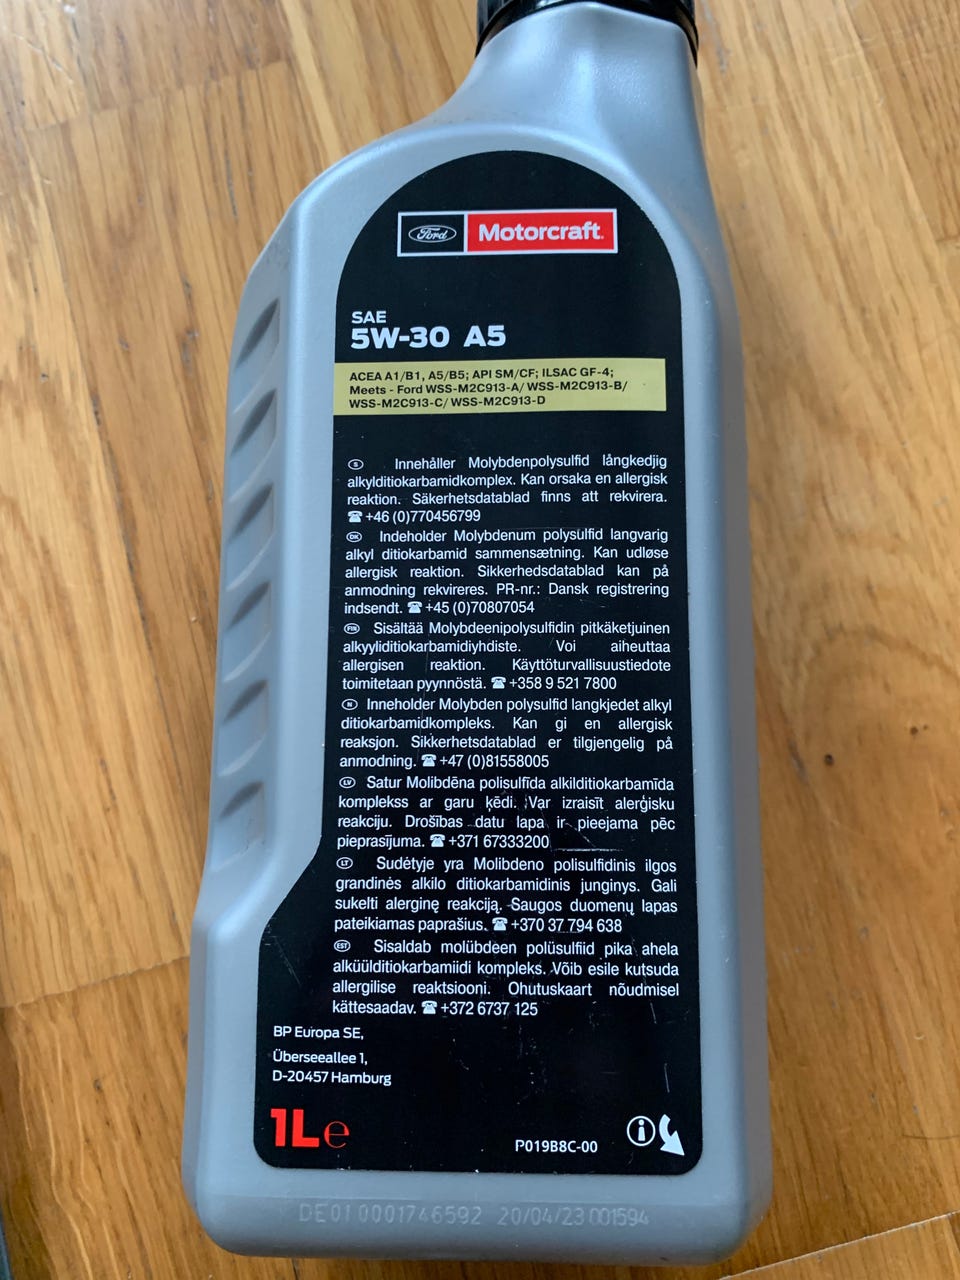 Ford Motorcraft
SAE
5W-30 A5
ACEA A1/B1, A5/B5; API SM/CF; ILSAC GF-4;
Meets - Ford WSS-M2C913-A/ WSS-M2C913-B/
WSS-M2C913-C/ WSS-M2C913-D
S Innehåller Molybdenpolysulfid långkedjig
alkylditiokarbamidkomplex. Kan orsaka en allergisk
reaktion. Säkerhetsdatablad finns att rekvirera.
☎ +46 (0)770456799
DK Indeholder Molybdenum polysulfid langvarig
alkyl ditiokarbamid sammensætning. Kan udløse
allergisk reaktion. Sikkerhedsdatablad kan på
anmodning rekvireres. PR-nr.: Dansk registrering
indsendt. ☎ +45 (0)70807054
FIN Sisältää Molybdeenipolysulfidin pitkäketjuinen
alkyyliditiokarbamidiyhdiste. Voi aiheuttaa
allergisen reaktion. Käyttöturvallisuustiedote
toimitetaan pyynnöstä. ☎ +358 9 521 7800
N Inneholder Molybden polysulfid langkjedet alkyl
ditiokarbamidkompleks. Kan gi en allergisk
reaksjon. Sikkerhetsdatablad er tilgjengelig på
anmodning. ☎ +47 (0)81558005
LV Satur Molibdēna polisulfīda alkilditiokarbamīda
komplekss ar garu ķēdi. Var izraisīt alerģisku
reakciju. Drošības datu lapa ir pieejama pēc
pieprasījuma. ☎ +371 67333200
LT Sudėtyje yra Molibdeno polisulfidinis ilgos
grandinės alkilo ditiokarbamidinis junginys. Gali
sukelti alerginę reakciją. Saugos duomenų lapas
pateikiamas paprašius. ☎ +370 37 794 638
EST Sisaldab molübdeen polüsulfiid pika ahela
alküülditiokarbamiidi kompleks. Võib esile kutsuda
allergilise reaktsiooni. Ohutuskaart nõudmisel
kättesaadav. ☎ +372 6737 125
BP Europa SE,
Überseeallee 1,
D-20457 Hamburg
1L e
P019B8C-00
DE01 0001746592 20/04/23 001594